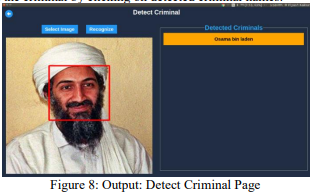 Detect Criminal
Select Image
Recognize
Detected Criminals
Osama bin laden
Figure 8: Output: Detect Criminal Page